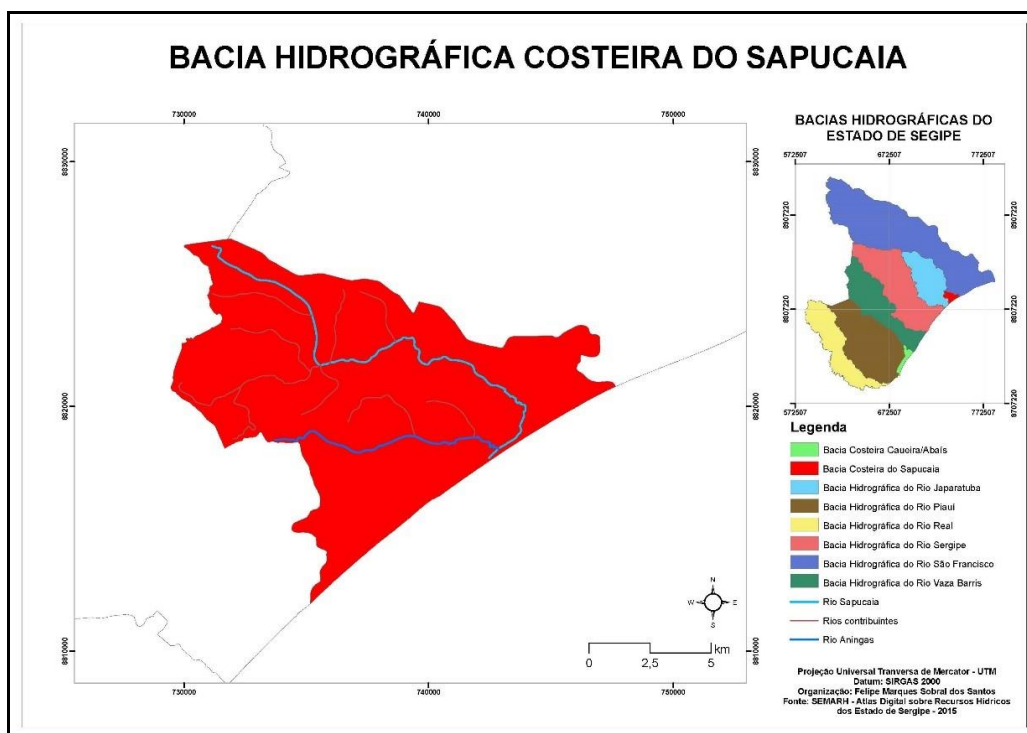 BACIA HIDROGRÁFICA COSTEIRA DO SAPUCAIA
730000
740000
750000
8830000
8830000
8820000
8820000
8810000
8810000
730000
740000
750000
N
W
E
S
0
2,5
5
km
BACIAS HIDROGRÁFICAS DO
ESTADO DE SEGIPE
572507
672507
772507
8907220
8907220
8807220
8807220
8707220
572507
672507
772507
Legenda
Bacia Costeira Caueira/Abaís
Bacia Costeira do Sapucaia
Bacia Hidrográfica do Rio Japaratuba
Bacia Hidrográfica do Rio Piauí
Bacia Hidrográfica do Rio Real
Bacia Hidrográfica do Rio Sergipe
Bacia Hidrográfica do Rio São Francisco
Bacia Hidrográfica do Rio Vaza Barris
Rio Sapucaia
Rios contribuintes
Rio Aningas
Projeção Universal Tranversa de Mercator - UTM
Datum: SIRGAS 2000
Organização: Felipe Marques Sobral dos Santos
Fonte: SEMARH - Atlas Digital sobre Recursos Hídricos
dos Estado de Sergipe - 2015